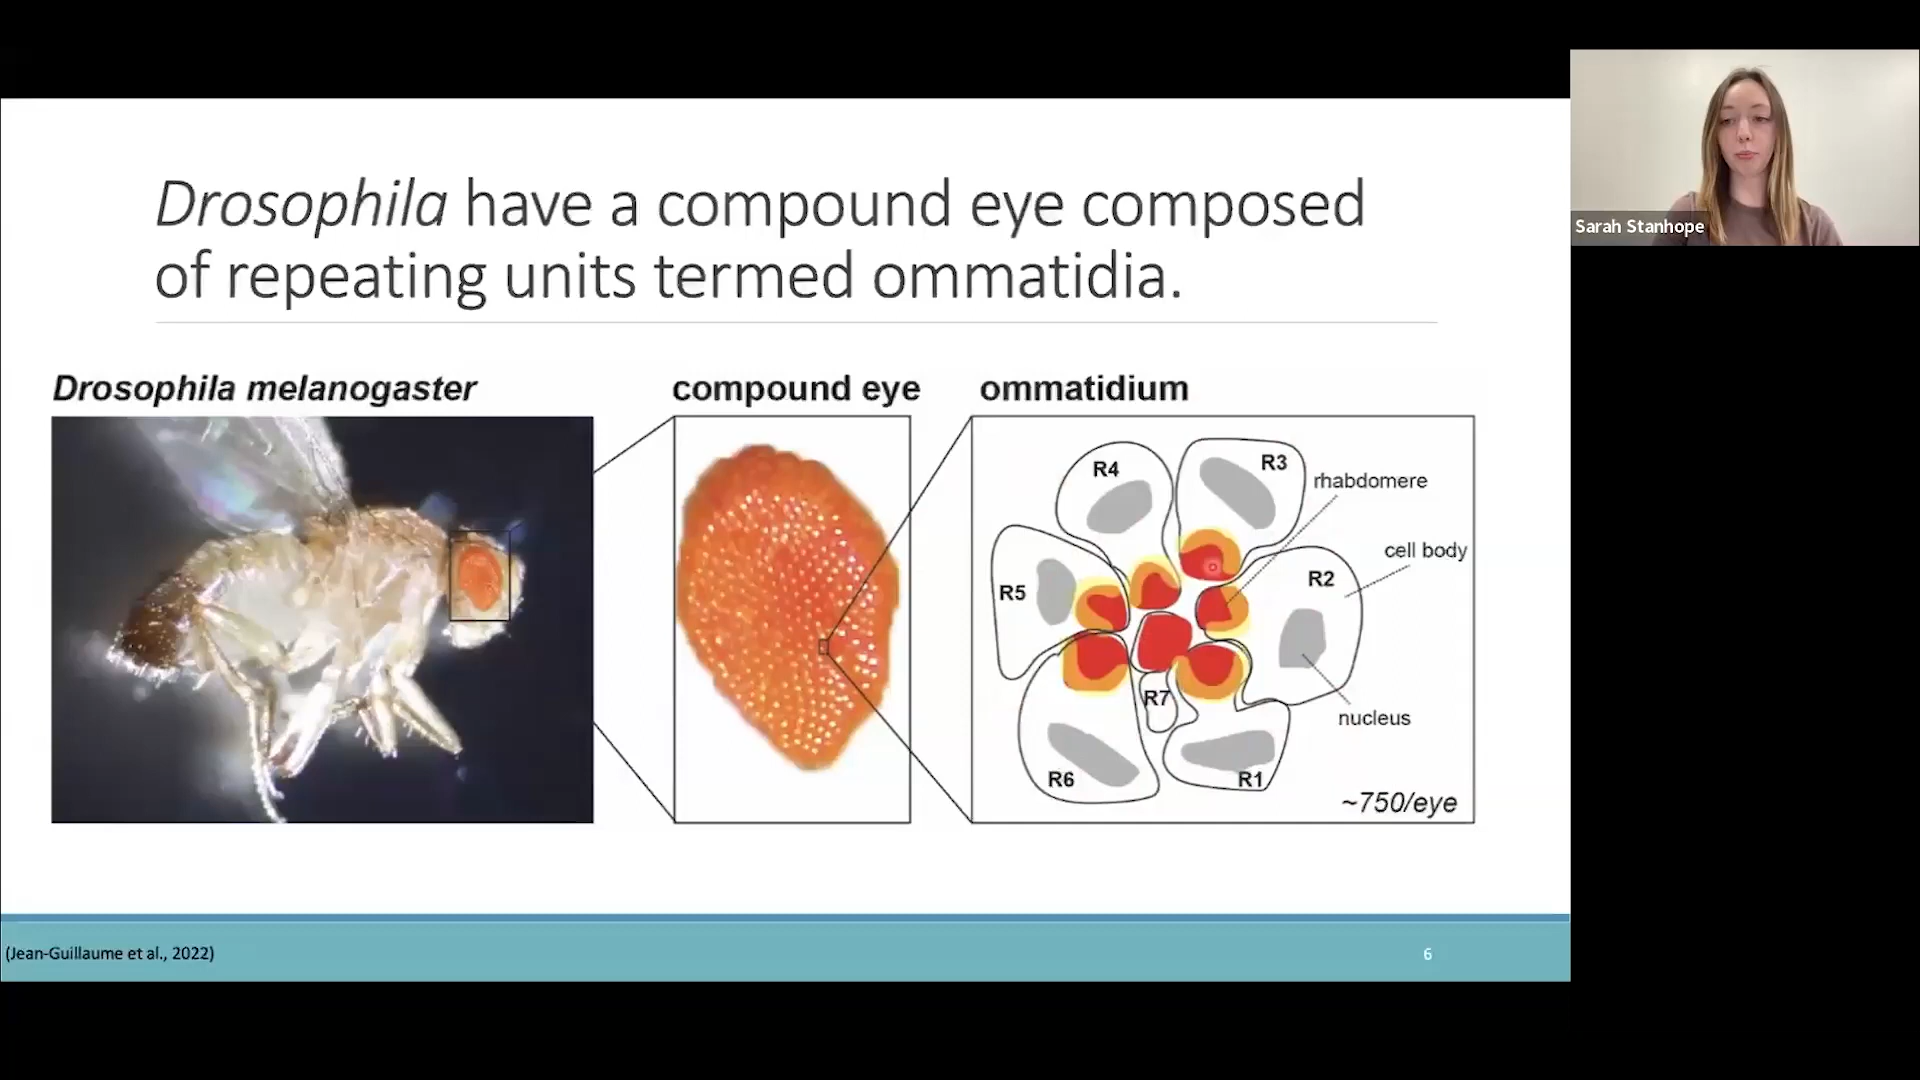 Drosophila have a compound eye composed
of repeating units termed ommatidia.
Sarah Stanhope
Drosophila melanogaster
compound eye
ommatidium
R4
R3
rhabdomere
cell body
R5
R2
R7
nucleus
R6
R1
~750/eye
(Jean-Guillaume et al., 2022)
6